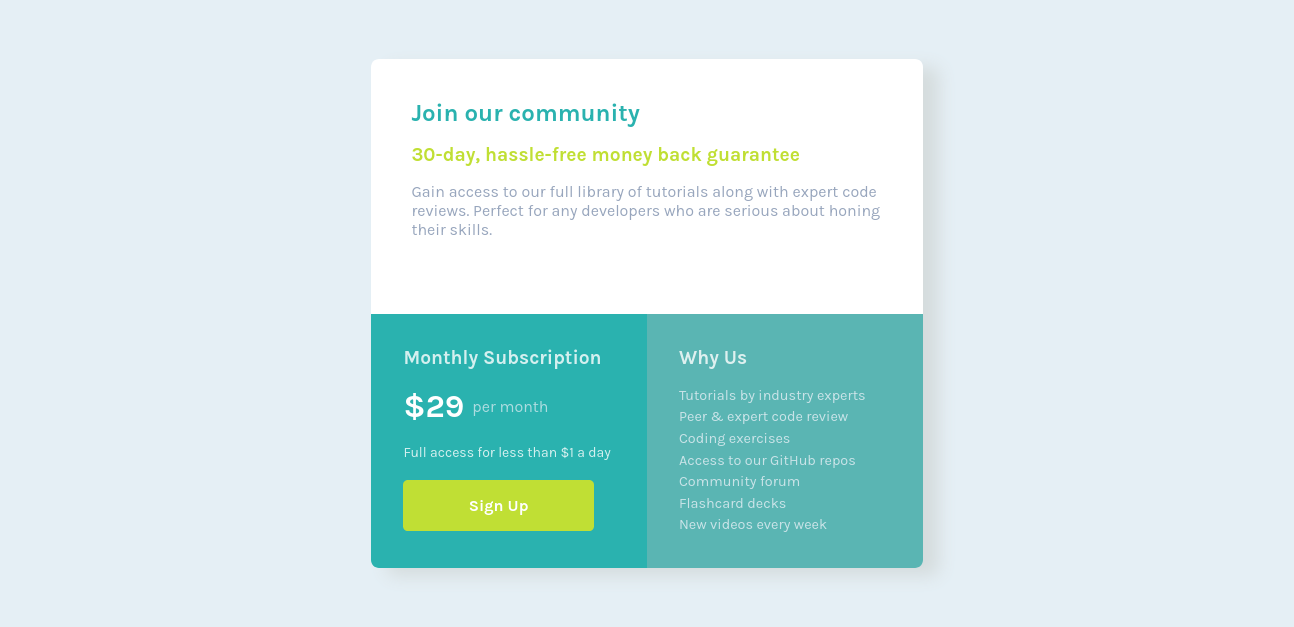 Join our community
30-day, hassle-free money back guarantee
Gain access to our full library of tutorials along with expert code
reviews. Perfect for any developers who are serious about honing
their skills.
Monthly Subscription
$29 per month
Full access for less than $1 a day
Sign Up
Why Us
Tutorials by industry experts
Peer & expert code review
Coding exercises
Access to our GitHub repos
Community forum
Flashcard decks
New videos every week